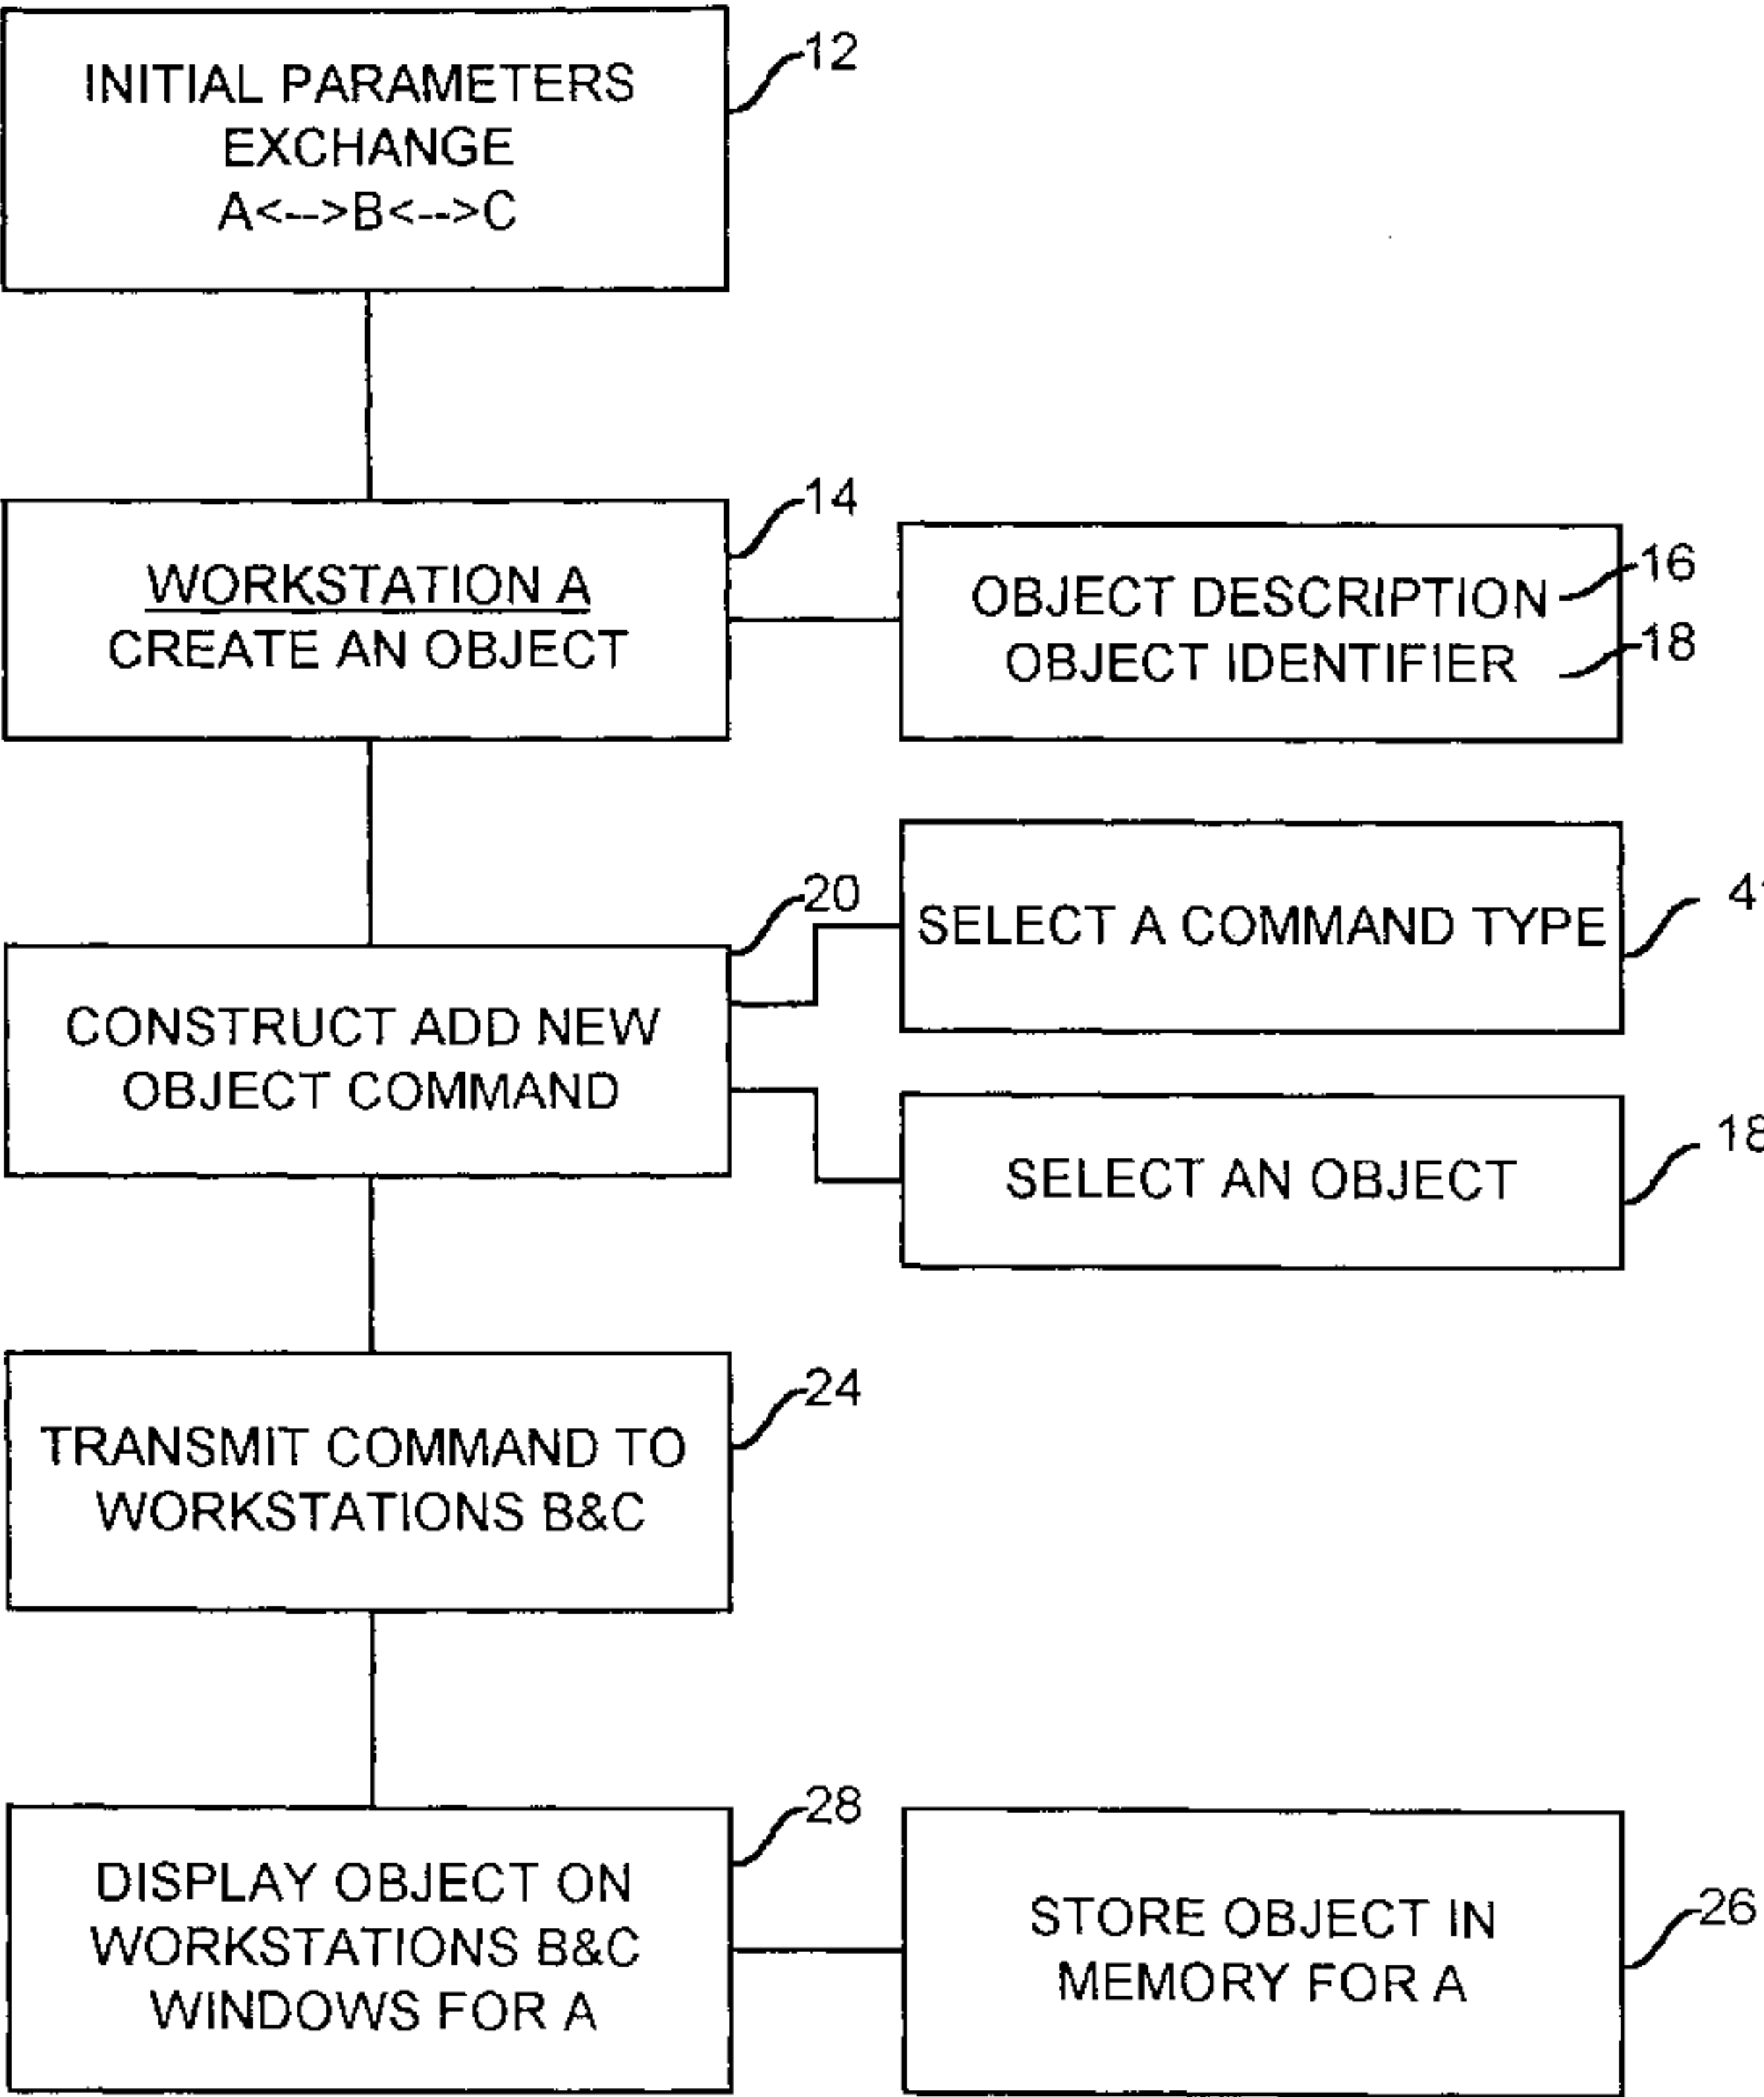 INITIAL PARAMETERS
EXCHANGE
A<-->B<-->C
12
WORKSTATION A
CREATE AN OBJECT
14
OBJECT DESCRIPTION
16
OBJECT IDENTIFIER
18
CONSTRUCT ADD NEW
OBJECT COMMAND
20
SELECT A COMMAND TYPE
SELECT AN OBJECT
18
TRANSMIT COMMAND TO
WORKSTATIONS B&C
24
DISPLAY OBJECT ON
WORKSTATIONS B&C
WINDOWS FOR A
28
STORE OBJECT IN
MEMORY FOR A
26